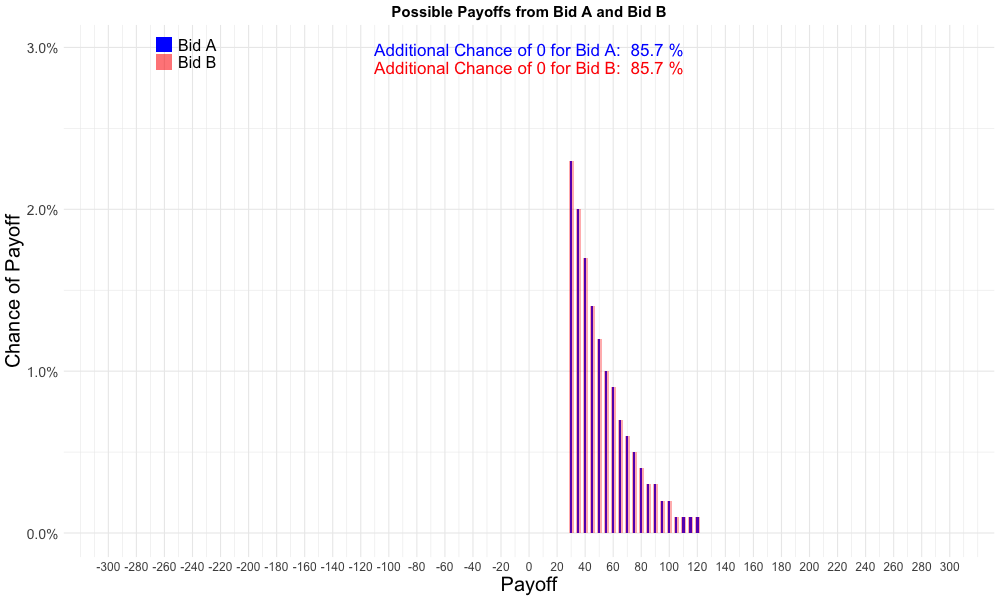 Possible Payoffs from Bid A and Bid B
Bid A
Bid B
Additional Chance of 0 for Bid A:  85.7 %
Additional Chance of 0 for Bid B:  85.7 %
Chance of Payoff
3.0%
2.0%
1.0%
0.0%
-300 -280 -260 -240 -220 -200 -180 -160 -140 -120 -100 -80 -60 -40 -20 0 20 40 60 80 100 120 140 160 180 200 220 240 260 280 300
Payoff